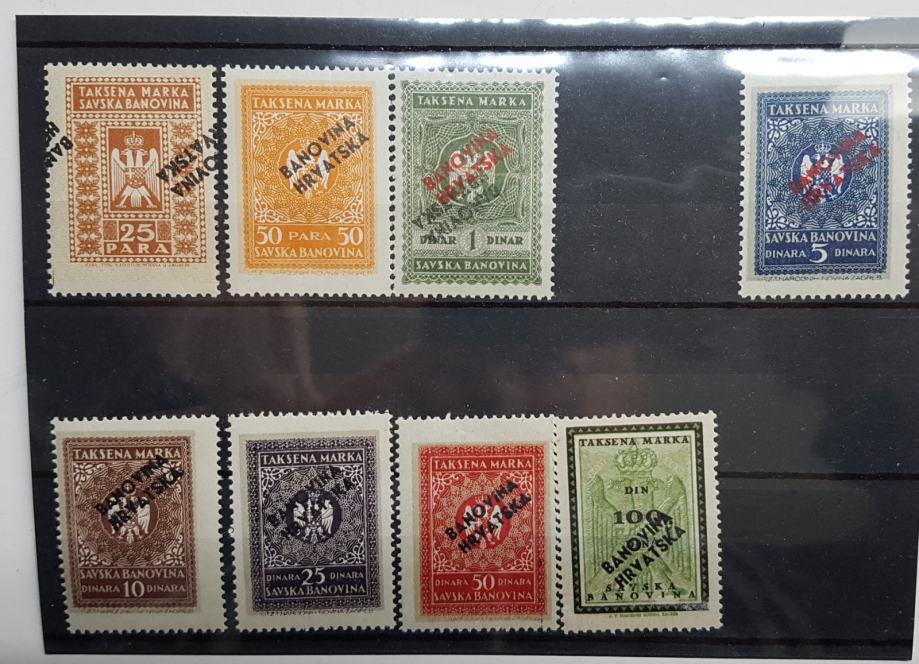 TAKSENA MARKA
SAVSKA BANOVINA
BANOVINA
HRVATSKA
25
PARA
TAKSENA MARKA
BANOVINA
HRVATSKA
50 PARA 50
SAVSKA BANOVINA
TAKSENA MARKA
BANOVINA
HRVATSKA
BANOVINA
HRVATSKA
DINAR 1 DINAR
SAVSKA BANOVINA
TAKSENA MARKA
BANOVINA
HRVATSKA
SAVSKA BANOVINA
DINARA 5 DINARA
TAKSENA MARKA
BANOVINA
HRVATSKA
SAVSKA BANOVINA
DINARA 10 DINARA
TAKSENA MARKA
BANOVINA
HRVATSKA
DINARA 25 DINARA
SAVSKA BANOVINA
TAKSENA MARKA
BANOVINA
HRVATSKA
DINARA 50 DINARA
SAVSKA BANOVINA
TAKSENA MARKA
DIN
100
BANOVINA
HRVATSKA
SAVSKA
BANOVINA